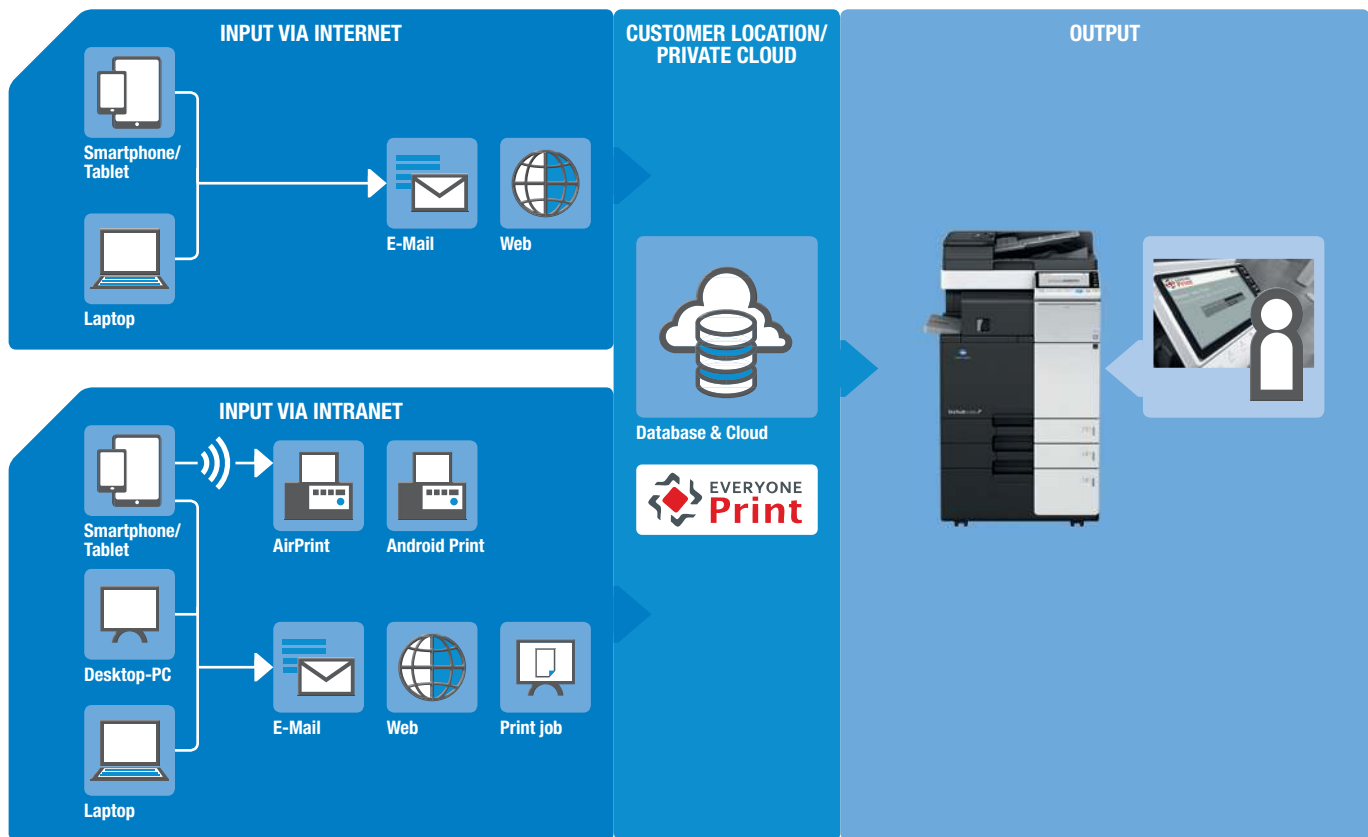 INPUT VIA INTERNET
Smartphone/
Tablet
Laptop
E-Mail
Web
INPUT VIA INTRANET
Smartphone/
Tablet
AirPrint
Android Print
Desktop-PC
E-Mail
Web
Print job
Laptop
CUSTOMER LOCATION/
PRIVATE CLOUD
Database & Cloud
EVERYONE
Print
OUTPUT
Print